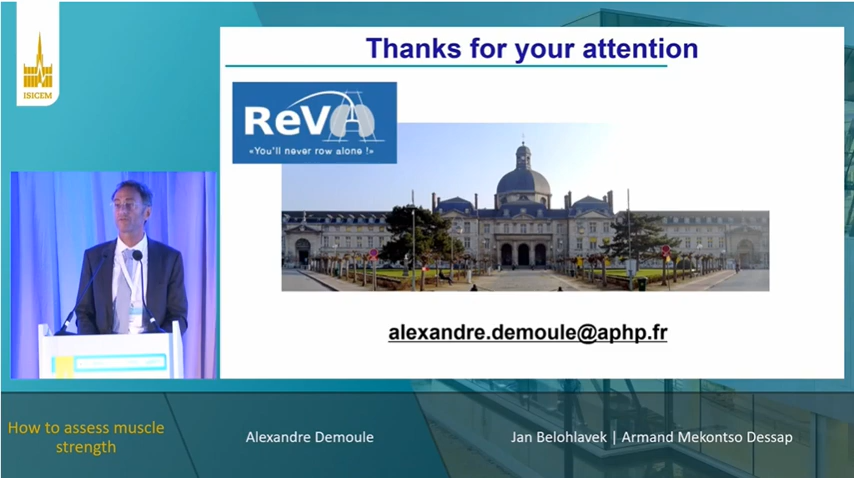 ISICEM
Thanks for your attention
ReVA
«You'll never row alone !»
alexandre.demoule@aphp.fr
How to assess muscle
strength
Alexandre Demoule
Jan Belohlavek | Armand Mekontso Dessap